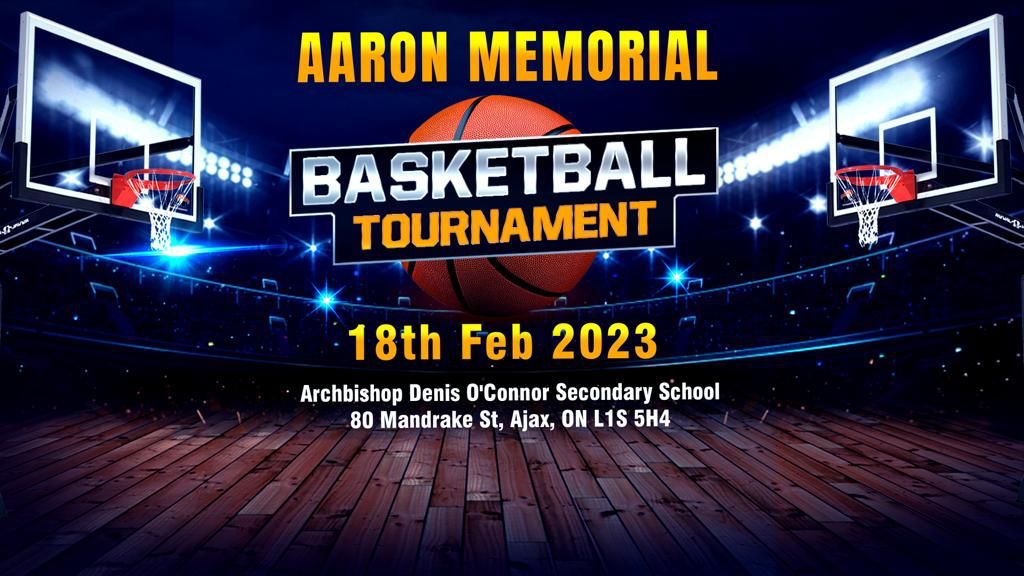 AARON MEMORIAL
BASKETBALL
TOURNAMENT
18th Feb 2023
Archbishop Denis O'Connor Secondary School
80 Mandrake St, Ajax, ON L1S 5H4